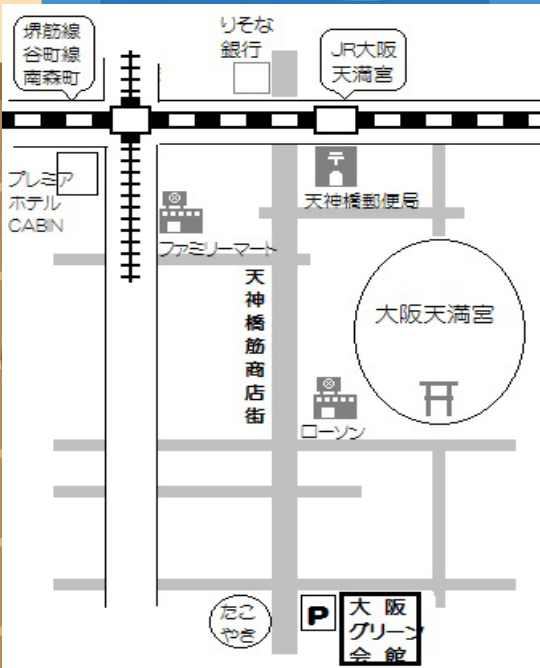 堺筋線
谷町線
南森町
りそな
銀行
JR大阪
天満宮
プレミア
ホテル
CABIN
ファミリーマート
〒
天神橋郵便局
天神橋筋商店街
大阪天満宮
ローソン
たこ
やき
P
大阪
グリーン
会館